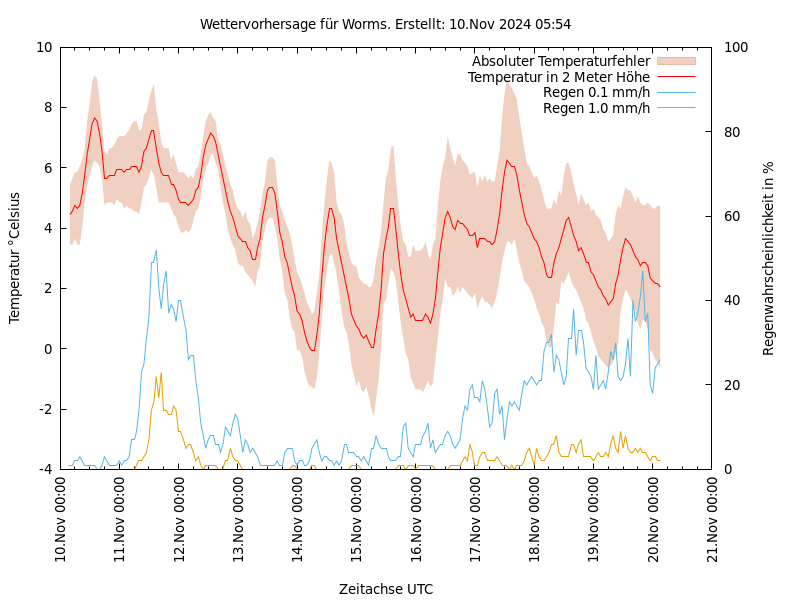 Wettervorhersage für Worms. Erstellt: 10.Nov 2024 05:54
Absoluter Temperaturfehler
Temperatur in 2 Meter Höhe
Regen 0.1 mm/h
Regen 1.0 mm/h
Temperatur °Celsius
10
8
6
4
2
0
-2
-4
Regenwahrscheinlichkeit in %
100
80
60
40
20
0
10.Nov 00:00
11.Nov 00:00
12.Nov 00:00
13.Nov 00:00
14.Nov 00:00
15.Nov 00:00
16.Nov 00:00
17.Nov 00:00
18.Nov 00:00
19.Nov 00:00
20.Nov 00:00
21.Nov 00:00
Zeitachse UTC